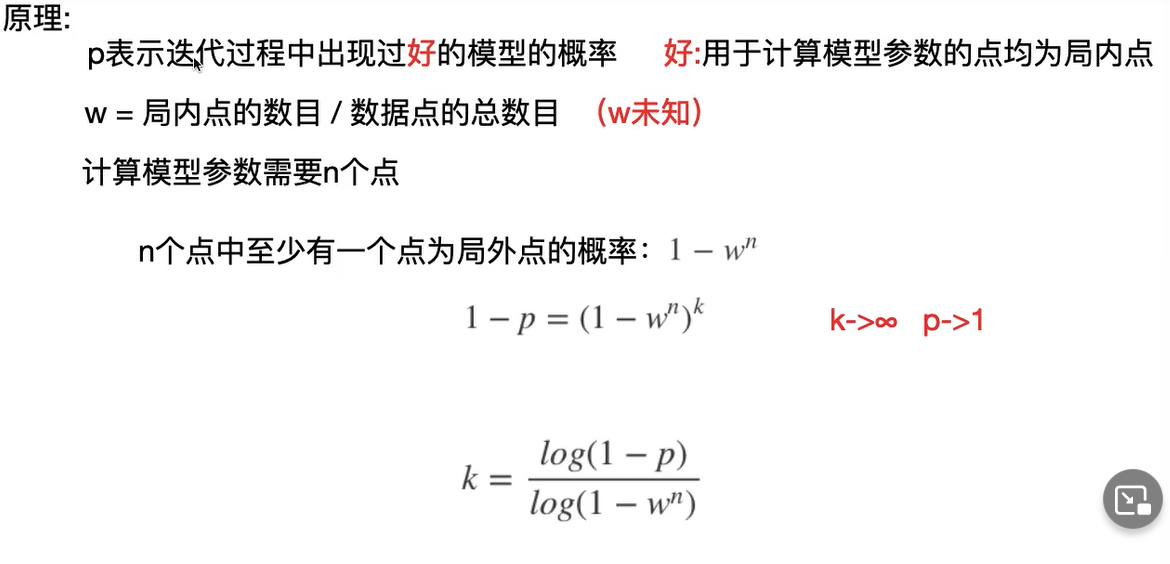 原理:
p表示迭代过程中出现过好的模型的概率 好:用于计算模型参数的点均为局内点
w = 局内点的数目 / 数据点的总数目 （w未知）
计算模型参数需要n个点
n个点中至少有一个点为局外点的概率：1 − wⁿ
1 − p = (1 − wⁿ)ᵏ k->∞ p->1
k = log(1 − p) / log(1 − wⁿ)